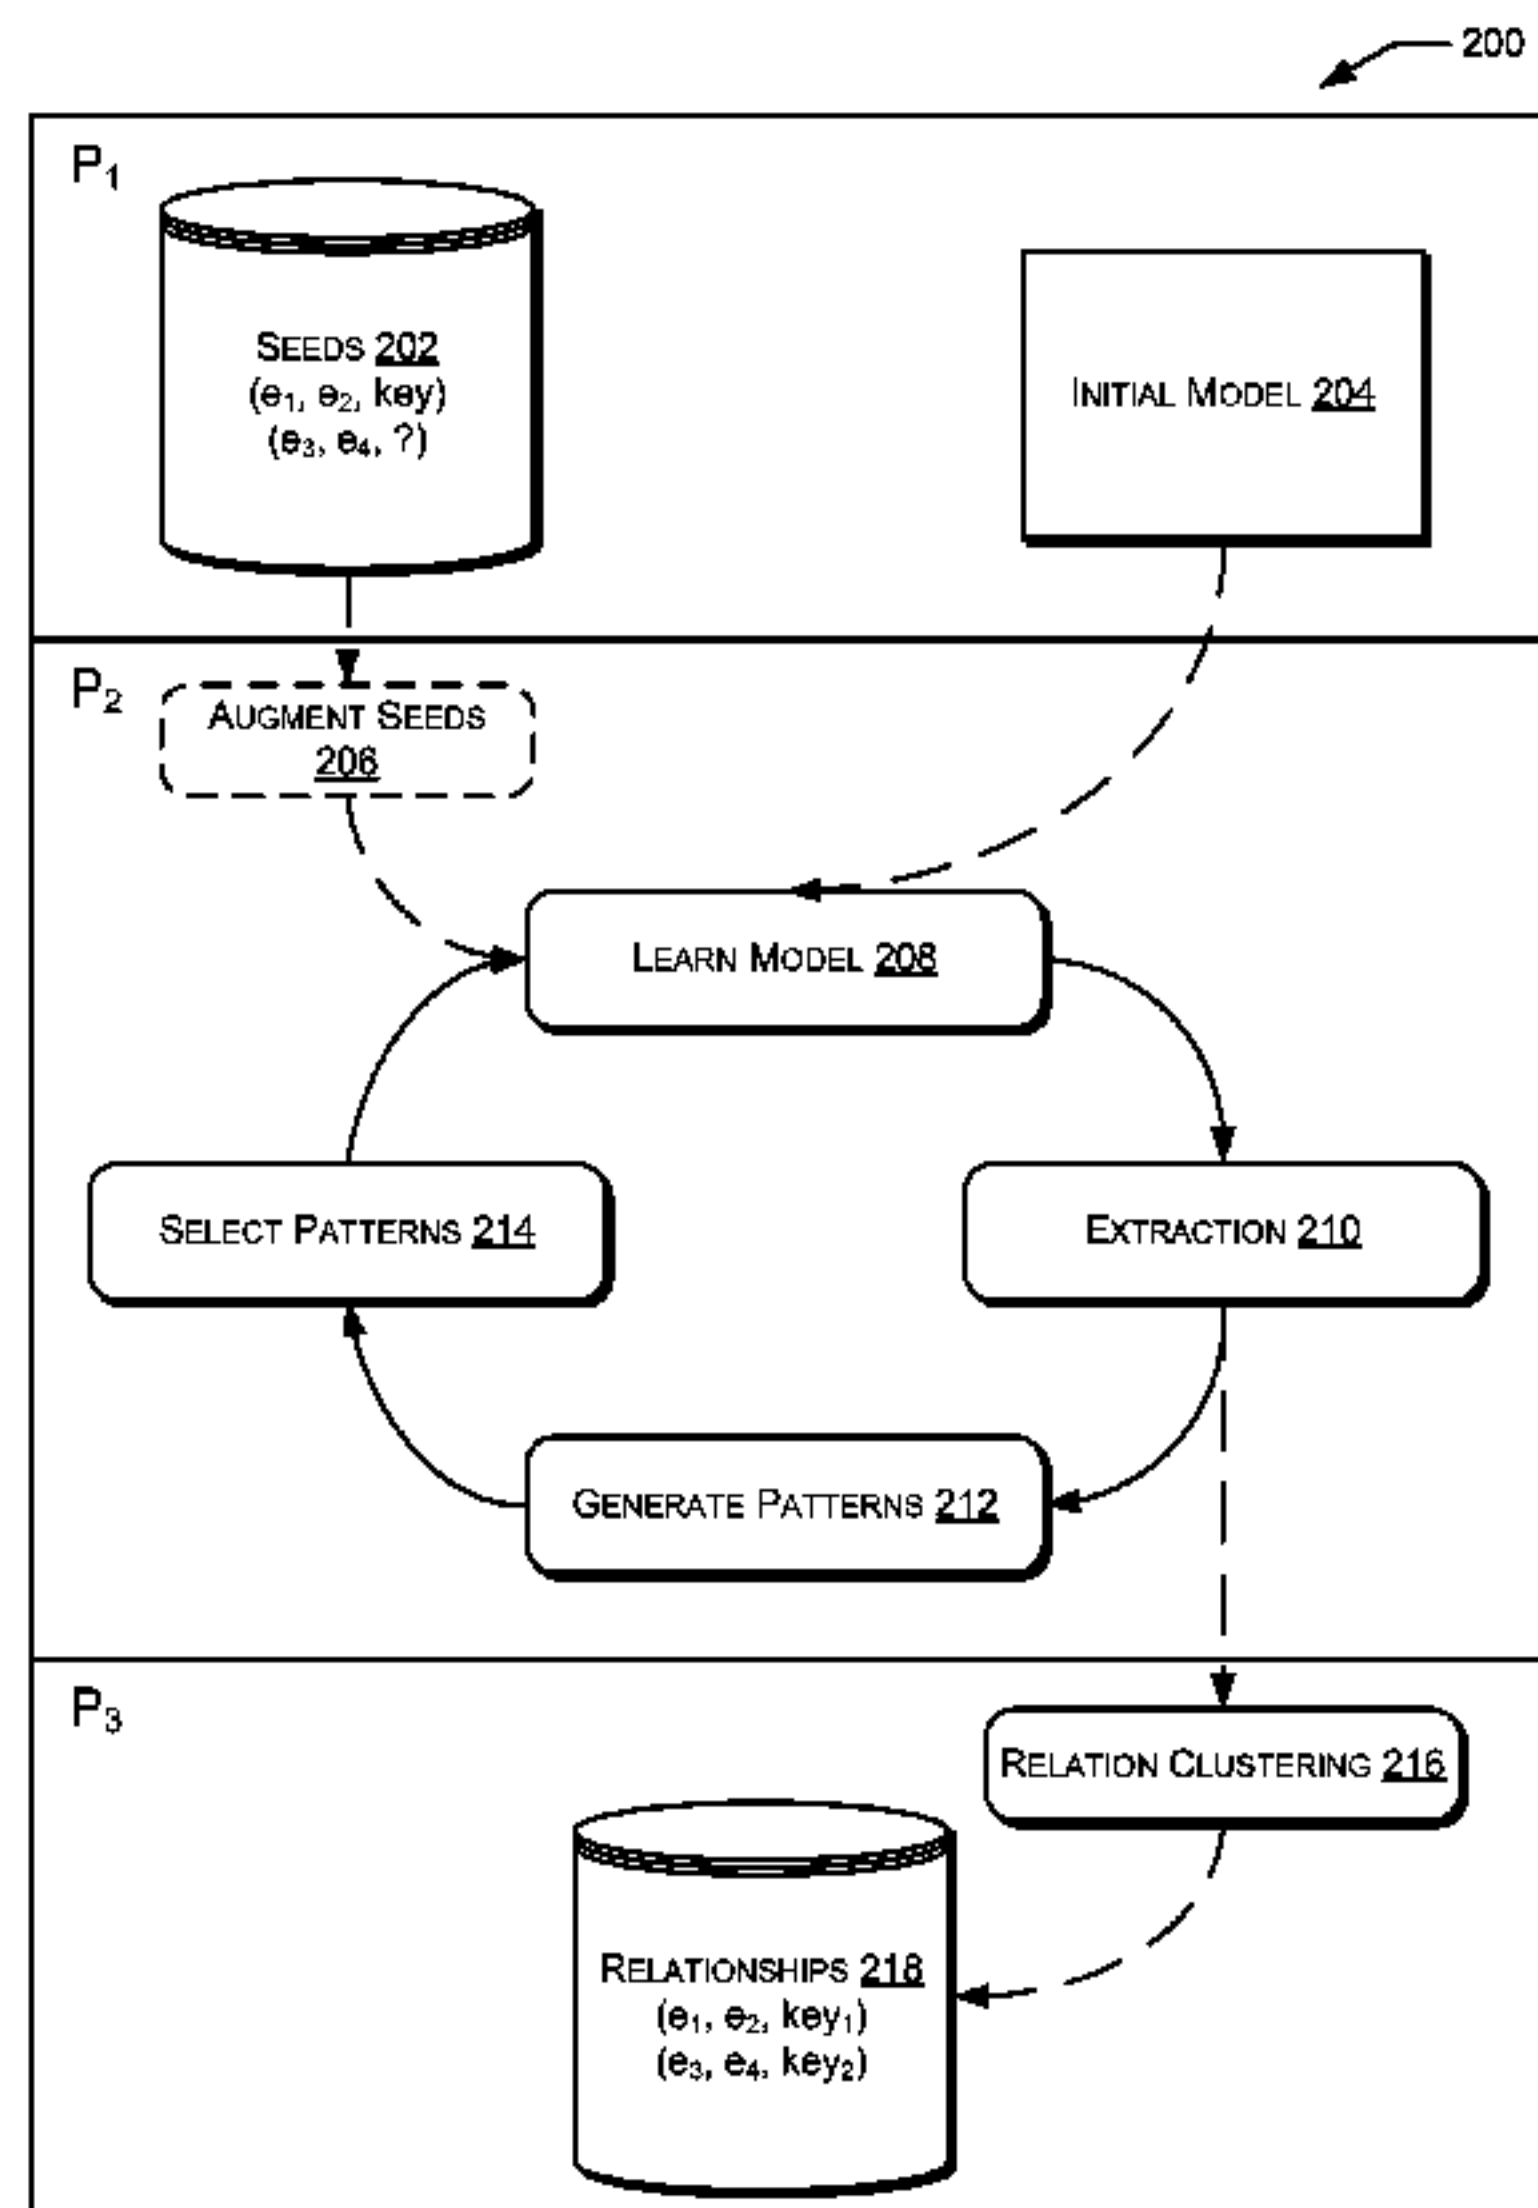 200
P₁
SEEDS 202
(e₁, e₂, key)
(e₃, e₄, ?)
INITIAL MODEL 204
P₂
AUGMENT SEEDS
206
LEARN MODEL 208
SELECT PATTERNS 214
EXTRACTION 210
GENERATE PATTERNS 212
P₃
RELATION CLUSTERING 216
RELATIONSHIPS 218
(e₁, e₂, key₁)
(e₃, e₄, key₂)